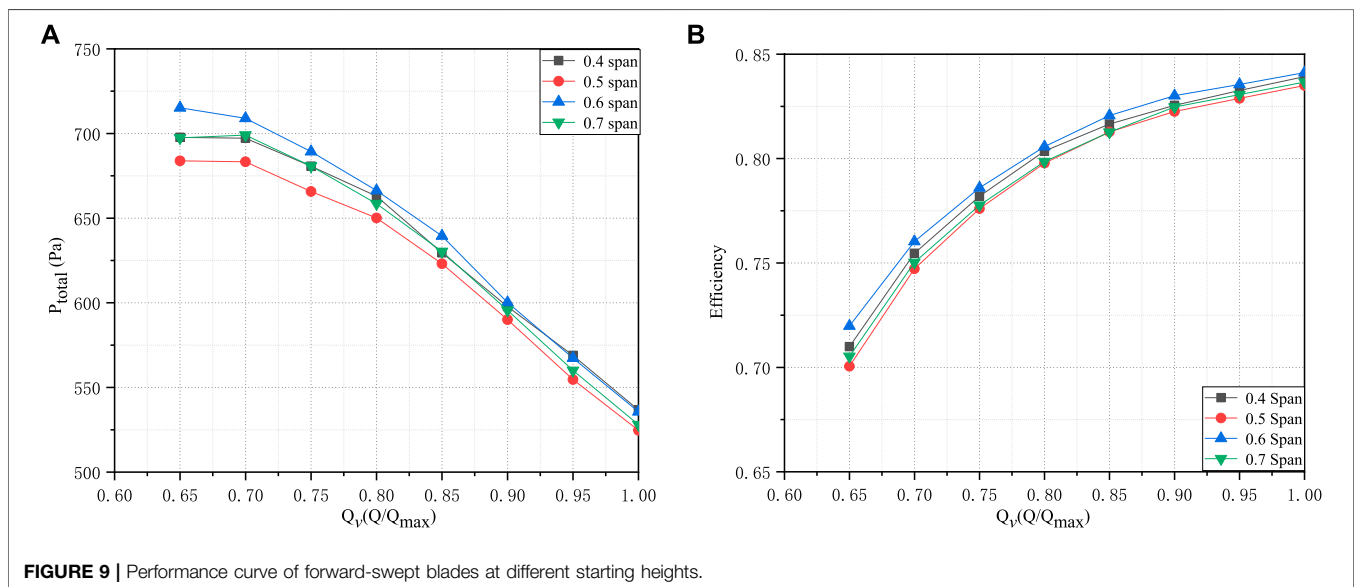 A
750
700
650
600
550
500
P_total (Pa)
0.60 0.65 0.70 0.75 0.80 0.85 0.90 0.95 1.00
Q_v(Q/Q_max)
0.4 span
0.5 span
0.6 span
0.7 span
B
0.85
0.80
0.75
0.70
0.65
Efficiency
0.60 0.65 0.70 0.75 0.80 0.85 0.90 0.95 1.00
Q_v(Q/Q_max)
0.4 Span
0.5 Span
0.6 Span
0.7 Span
FIGURE 9 | Performance curve of forward-swept blades at different starting heights.